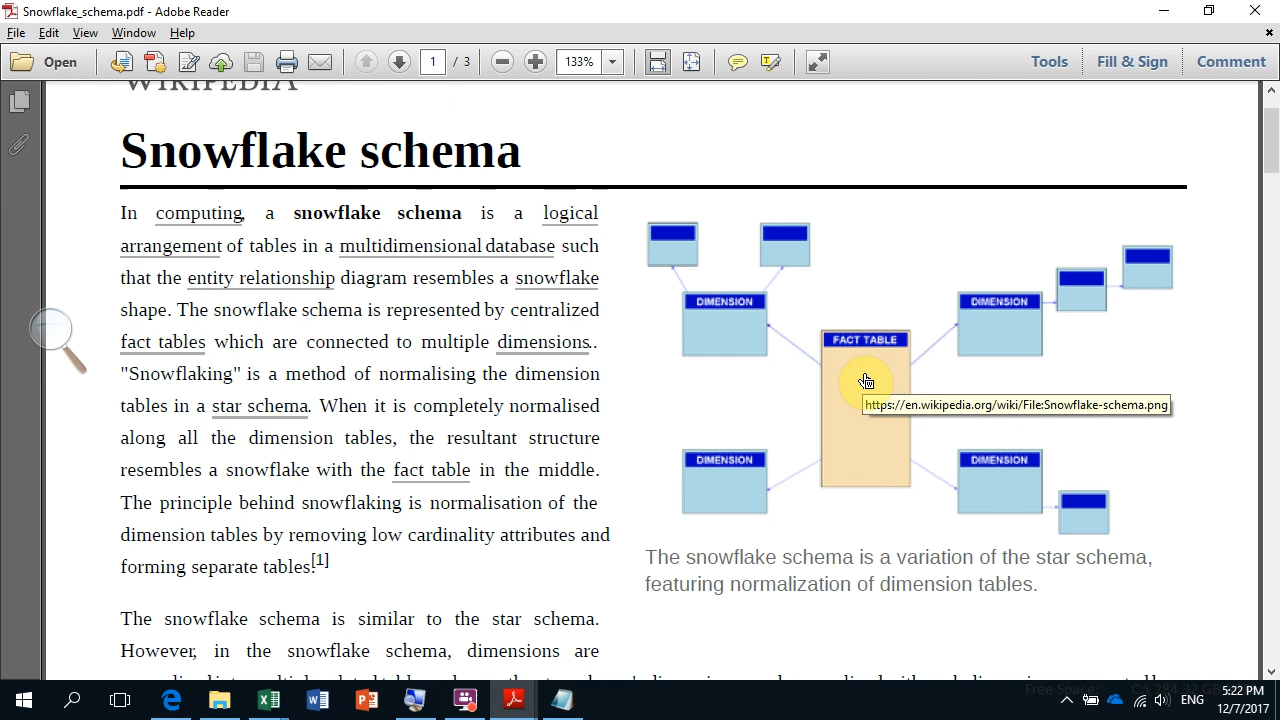 Snowflake_schema.pdf - Adobe Reader
File Edit View Window Help
Open 1 / 3 133% Tools Fill & Sign Comment
WIKIPEDIA
Snowflake schema
In computing, a snowflake schema is a logical
arrangement of tables in a multidimensional database such
that the entity relationship diagram resembles a snowflake
shape. The snowflake schema is represented by centralized
fact tables which are connected to multiple dimensions..
"Snowflaking" is a method of normalising the dimension
tables in a star schema. When it is completely normalised
along all the dimension tables, the resultant structure
resembles a snowflake with the fact table in the middle.
The principle behind snowflaking is normalisation of the
dimension tables by removing low cardinality attributes and
forming separate tables.[1]
The snowflake schema is similar to the star schema.
However, in the snowflake schema, dimensions are
DIMENSION
DIMENSION
FACT TABLE
https://en.wikipedia.org/wiki/File:Snowflake-schema.png
DIMENSION
DIMENSION
The snowflake schema is a variation of the star schema,
featuring normalization of dimension tables.
Free Space:
ENG
5:22 PM
12/7/2017